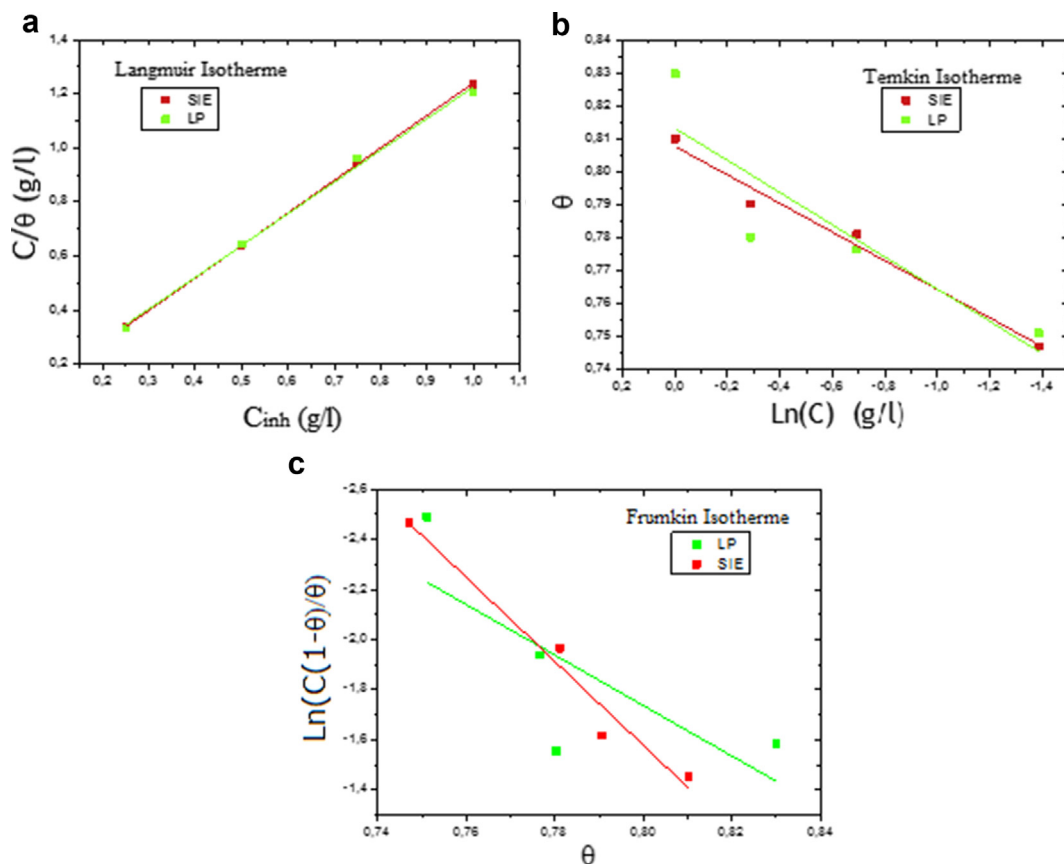 a
Langmuir Isotherme
SIE
LP
C/θ (g/l)
1,4
1,2
1,0
0,8
0,6
0,4
0,2
0,2 0,3 0,4 0,5 0,6 0,7 0,8 0,9 1,0 1,1
Cinh (g/l)
b
Temkin Isotherme
SIE
LP
θ
0,84
0,83
0,82
0,81
0,80
0,79
0,78
0,77
0,76
0,75
0,74
0,2 0,0 -0,2 -0,4 -0,6 -0,8 -1,0 -1,2 -1,4
Ln(C) (g/l)
c
Frumkin Isotherme
LP
SIE
Ln(C(1-θ)/θ)
-2,6
-2,4
-2,2
-2,0
-1,8
-1,6
-1,4
0,74 0,76 0,78 0,80 0,82 0,84
θ